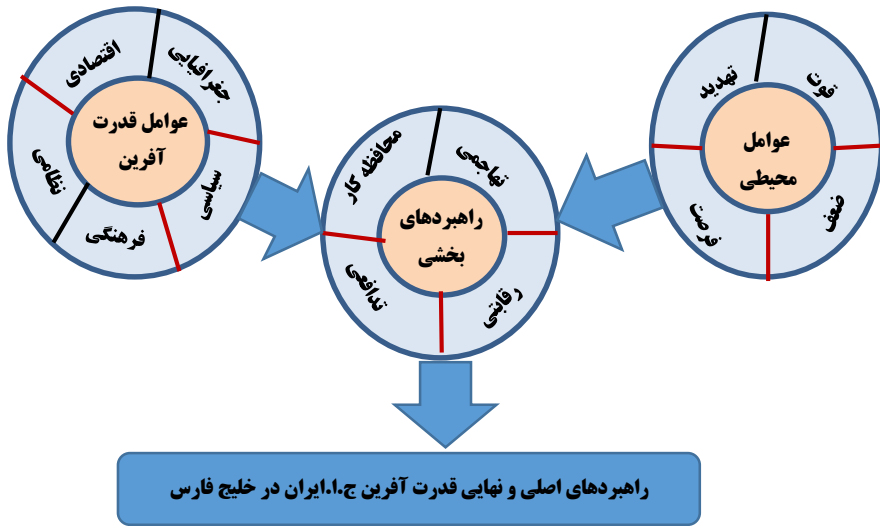 عوامل محیطی
قوت
ضعف
فرصت
تهدید
راهبردهای بخشی
تهاجمی
رقابتی
تدافعی
محافظه کار
عوامل قدرت آفرین
جغرافیایی
سیاسی
فرهنگی
نظامی
اقتصادی
راهبردهای اصلی و نهایی قدرت آفرین ج.ا.ایران در خلیج فارس